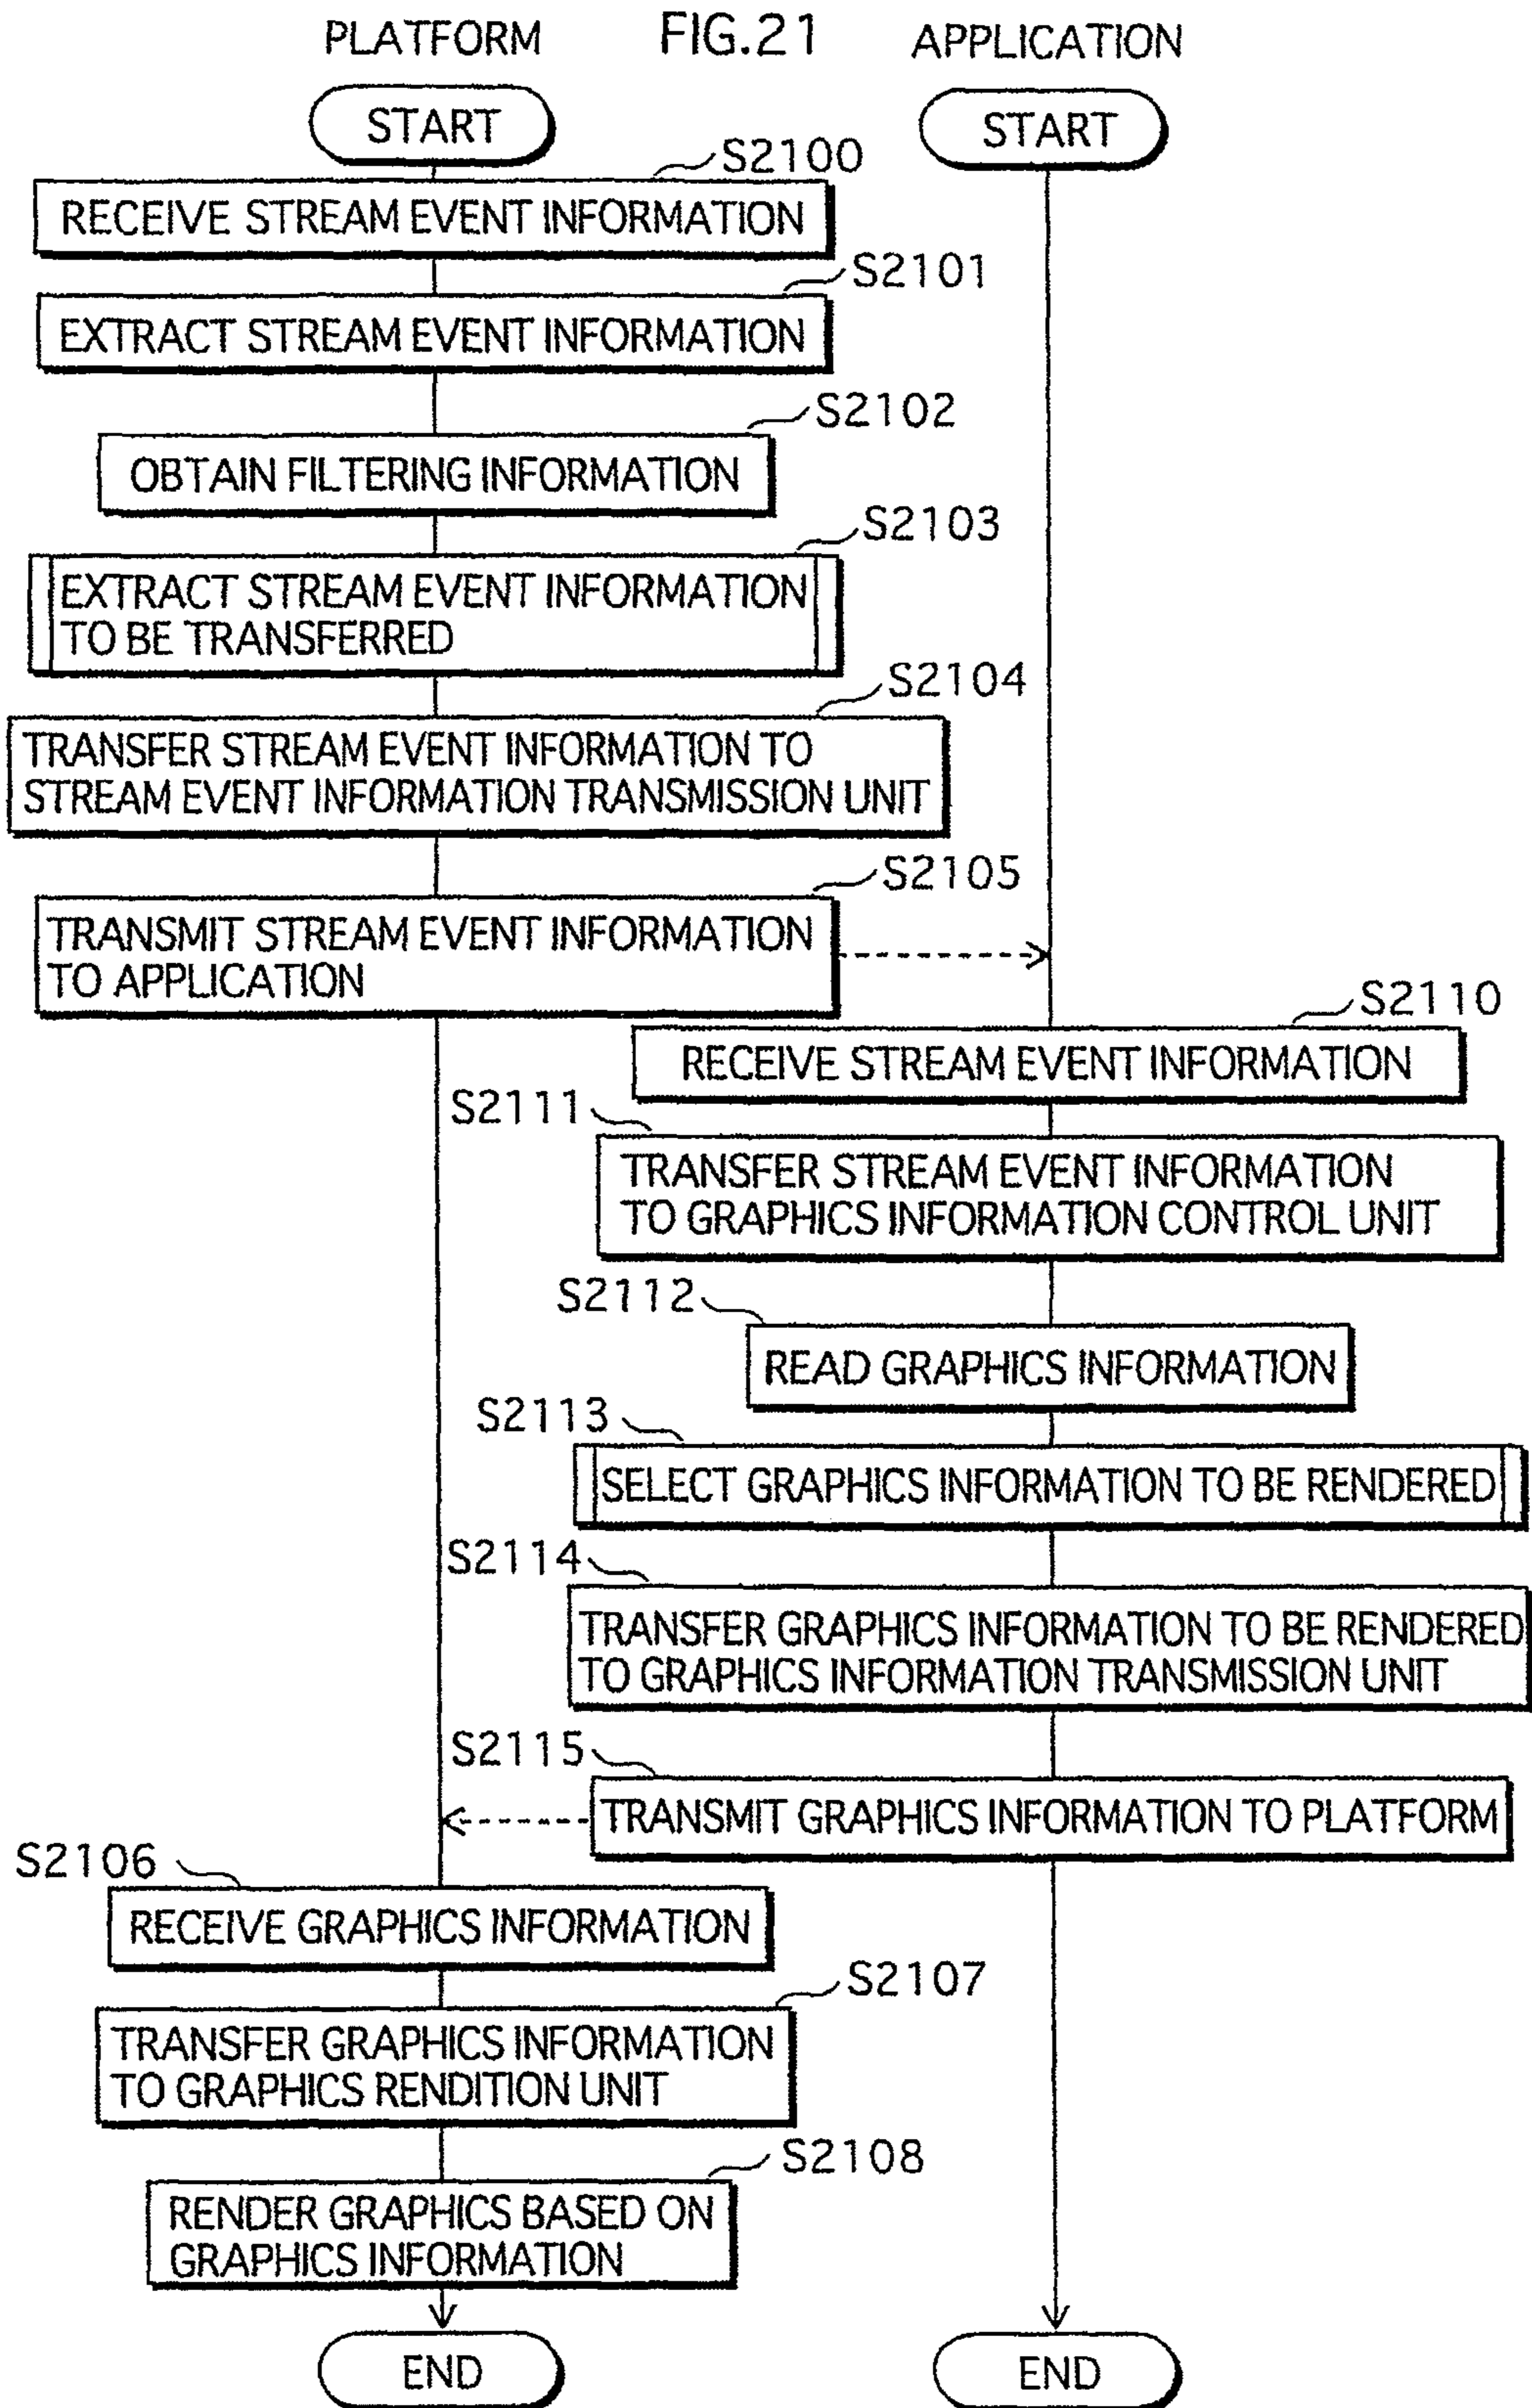 PLATFORM
FIG.21
APPLICATION
START
START
S2100
RECEIVE STREAM EVENT INFORMATION
S2101
EXTRACT STREAM EVENT INFORMATION
S2102
OBTAIN FILTERING INFORMATION
S2103
EXTRACT STREAM EVENT INFORMATION
TO BE TRANSFERRED
S2104
TRANSFER STREAM EVENT INFORMATION TO
STREAM EVENT INFORMATION TRANSMISSION UNIT
S2105
TRANSMIT STREAM EVENT INFORMATION
TO APPLICATION
S2110
RECEIVE STREAM EVENT INFORMATION
S2111
TRANSFER STREAM EVENT INFORMATION
TO GRAPHICS INFORMATION CONTROL UNIT
S2112
READ GRAPHICS INFORMATION
S2113
SELECT GRAPHICS INFORMATION TO BE RENDERED
S2114
TRANSFER GRAPHICS INFORMATION TO BE RENDERED
TO GRAPHICS INFORMATION TRANSMISSION UNIT
S2115
TRANSMIT GRAPHICS INFORMATION TO PLATFORM
S2106
RECEIVE GRAPHICS INFORMATION
S2107
TRANSFER GRAPHICS INFORMATION
TO GRAPHICS RENDITION UNIT
S2108
RENDER GRAPHICS BASED ON
GRAPHICS INFORMATION
END
END